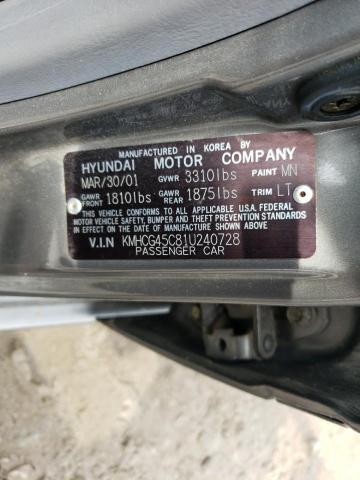 MANUFACTURED IN KOREA BY
HYUNDAI MOTOR COMPANY
MAR/30/01 GVWR 3310lbs PAINT MN
GAWR FRONT 1810lbs GAWR REAR 1875lbs TRIM LT
THIS VEHICLE CONFORMS TO ALL APPLICABLE U.S.A. FEDERAL
MOTOR VEHICLE SAFETY, BUMPER, AND THEFT PREVENTION
STANDARDS IN EFFECT ON THE DATE OF MANUFACTURE
SHOWN ABOVE.
V.I.N KMHCG45C81U240728
PASSENGER CAR